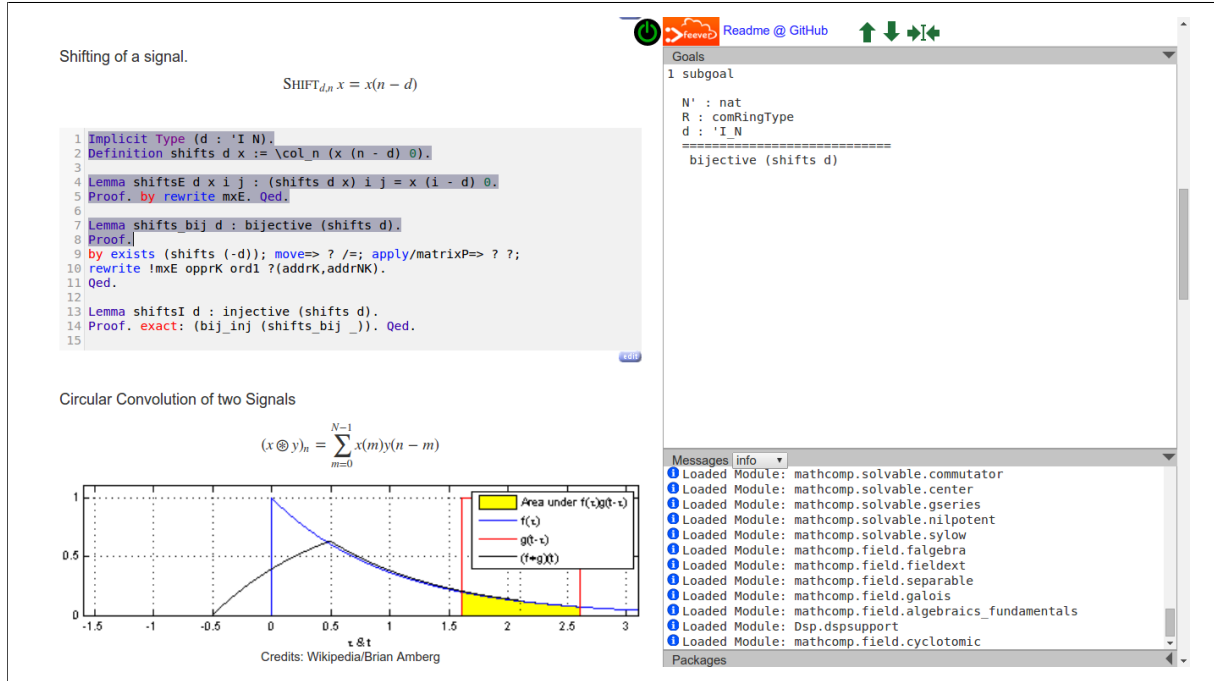 Shifting of a signal.
SHIFT_{d,n} x = x(n − d)
1 Implicit Type (d : 'I N).
2 Definition shifts d x := \col_n (x (n - d) 0).
3
4 Lemma shiftsE d x i j : (shifts d x) i j = x (i - d) 0.
5 Proof. by rewrite mxE. Qed.
6
7 Lemma shifts_bij d : bijective (shifts d).
8 Proof.
9 by exists (shifts (-d)); move=> ? /=; apply/matrixP=> ? ?;
10 rewrite !mxE opprK ord1 ?(addrK,addrNK).
11 Qed.
12
13 Lemma shiftsI d : injective (shifts d).
14 Proof. exact: (bij_inj (shifts_bij _)). Qed.
15
edit
Circular Convolution of two Signals
(x ⊛ y)_n = ∑_{m=0}^{N−1} x(m)y(n − m)
Area under f(τ)g(t-τ)
f(τ)
g(t-τ)
(f∗g)(t)
1
0.5
0
-1.5 -1 -0.5 0 0.5 1 1.5 2 2.5 3
τ & t
Credits: Wikipedia/Brian Amberg
feever Readme @ GitHub
Goals
1 subgoal
N' : nat
R : comRingType
d : 'I_N
============================
bijective (shifts d)
Messages info
Loaded Module: mathcomp.solvable.commutator
Loaded Module: mathcomp.solvable.center
Loaded Module: mathcomp.solvable.gseries
Loaded Module: mathcomp.solvable.nilpotent
Loaded Module: mathcomp.solvable.sylow
Loaded Module: mathcomp.field.falgebra
Loaded Module: mathcomp.field.fieldext
Loaded Module: mathcomp.field.separable
Loaded Module: mathcomp.field.galois
Loaded Module: mathcomp.field.algebraics_fundamentals
Loaded Module: Dsp.dspsupport
Loaded Module: mathcomp.field.cyclotomic
Packages